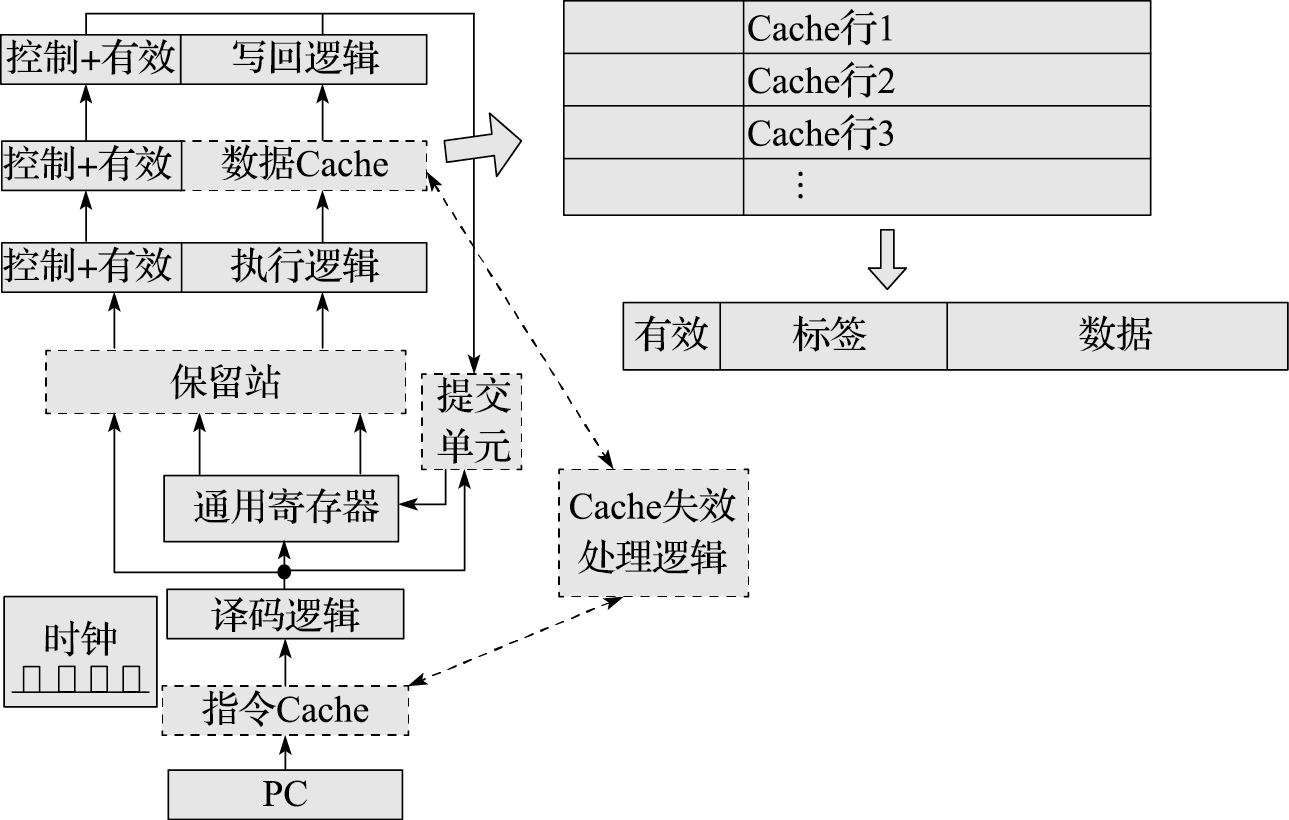 控制+有效 写回逻辑
控制+有效 数据Cache
控制+有效 执行逻辑
保留站
提交
单元
通用寄存器
译码逻辑
时钟
指令Cache
PC
Cache失效
处理逻辑
Cache行1
Cache行2
Cache行3
⋮
有效 标签 数据